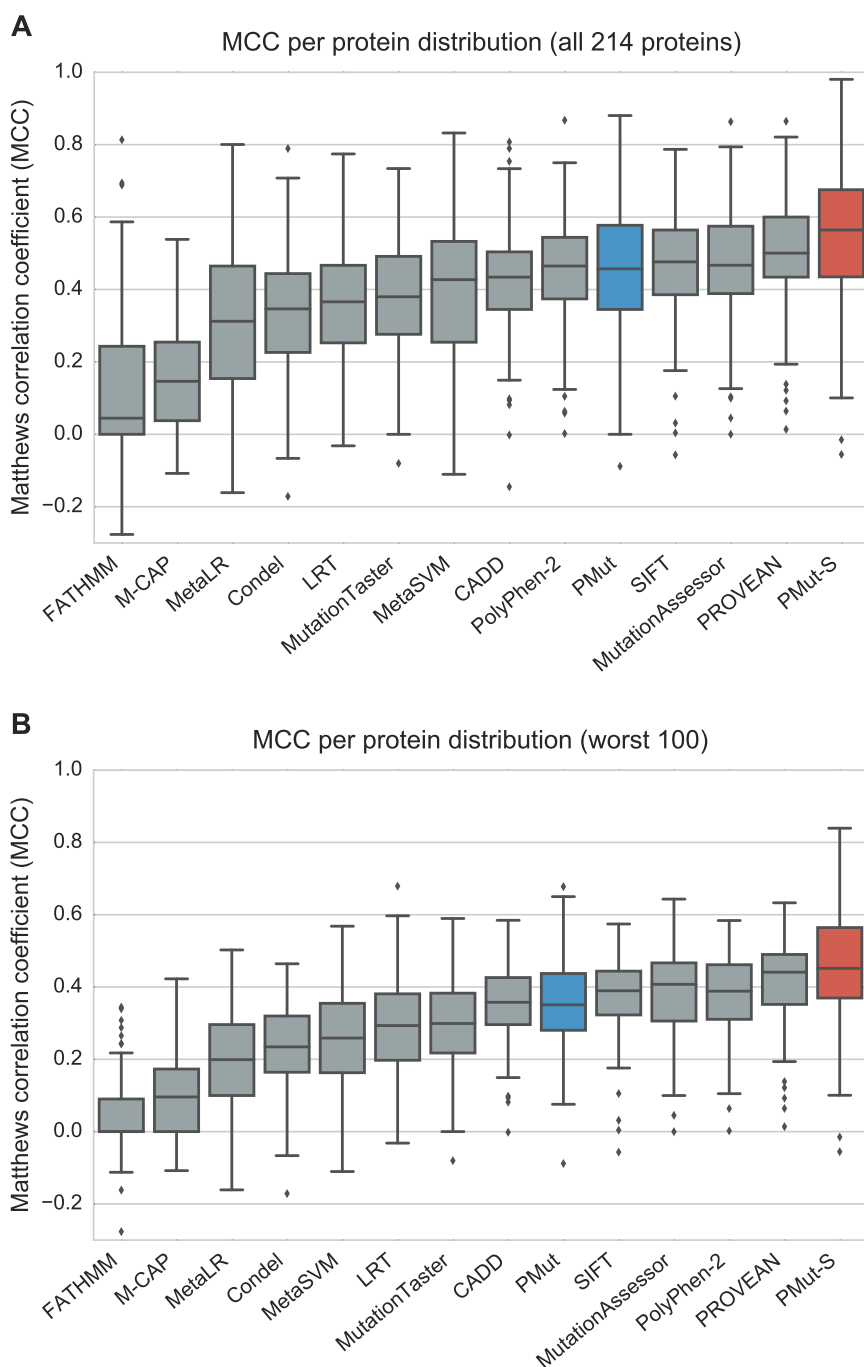 A
MCC per protein distribution (all 214 proteins)
Matthews correlation coefficient (MCC)
1.0
0.8
0.6
0.4
0.2
0.0
−0.2
FATHMM
M-CAP
MetaLR
Condel
LRT
MutationTaster
MetaSVM
CADD
PolyPhen-2
PMut
SIFT
MutationAssessor
PROVEAN
PMut-S
B
MCC per protein distribution (worst 100)
Matthews correlation coefficient (MCC)
1.0
0.8
0.6
0.4
0.2
0.0
−0.2
FATHMM
M-CAP
MetaLR
Condel
MetaSVM
LRT
MutationTaster
CADD
PMut
SIFT
MutationAssessor
PolyPhen-2
PROVEAN
PMut-S